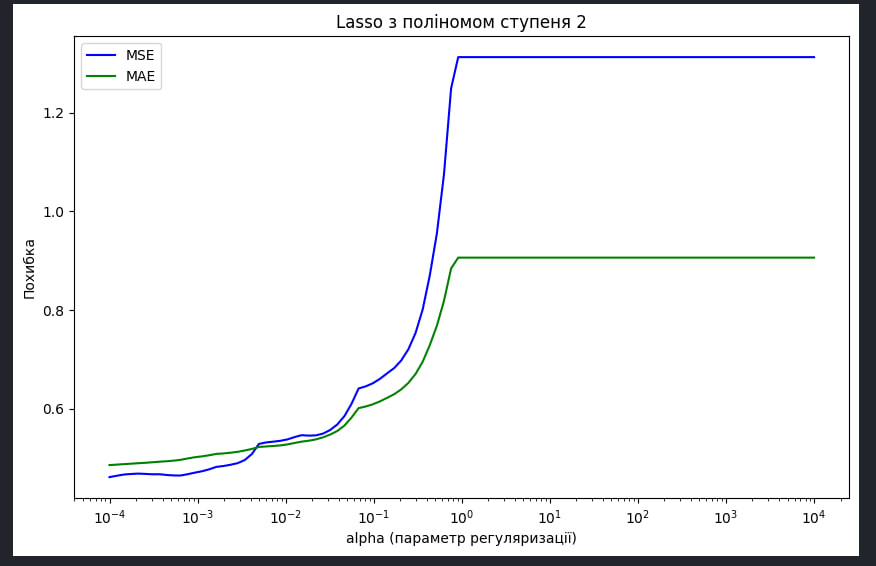 Lasso з поліномом ступеня 2
MSE
MAE
Похибка
1.2
1.0
0.8
0.6
10⁻⁴ 10⁻³ 10⁻² 10⁻¹ 10⁰ 10¹ 10² 10³ 10⁴
alpha (параметр регуляризації)